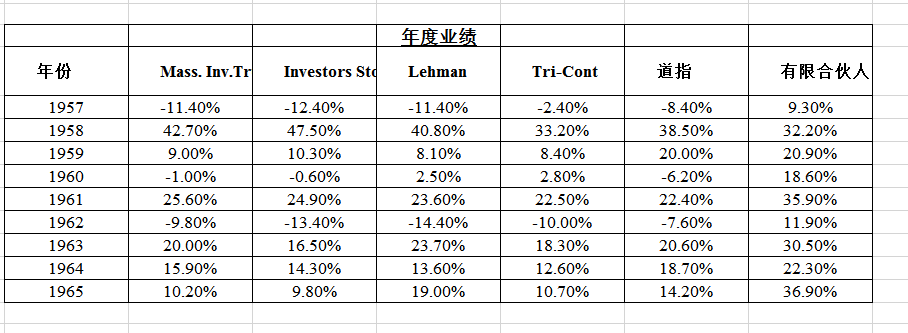 年度业绩
年份 Mass. Inv.Tr Investors Sto Lehman Tri-Cont 道指 有限合伙人
1957 -11.40% -12.40% -11.40% -2.40% -8.40% 9.30%
1958 42.70% 47.50% 40.80% 33.20% 38.50% 32.20%
1959 9.00% 10.30% 8.10% 8.40% 20.00% 20.90%
1960 -1.00% -0.60% 2.50% 2.80% -6.20% 18.60%
1961 25.60% 24.90% 23.60% 22.50% 22.40% 35.90%
1962 -9.80% -13.40% -14.40% -10.00% -7.60% 11.90%
1963 20.00% 16.50% 23.70% 18.30% 20.60% 30.50%
1964 15.90% 14.30% 13.60% 12.60% 18.70% 22.30%
1965 10.20% 9.80% 19.00% 10.70% 14.20% 36.90%